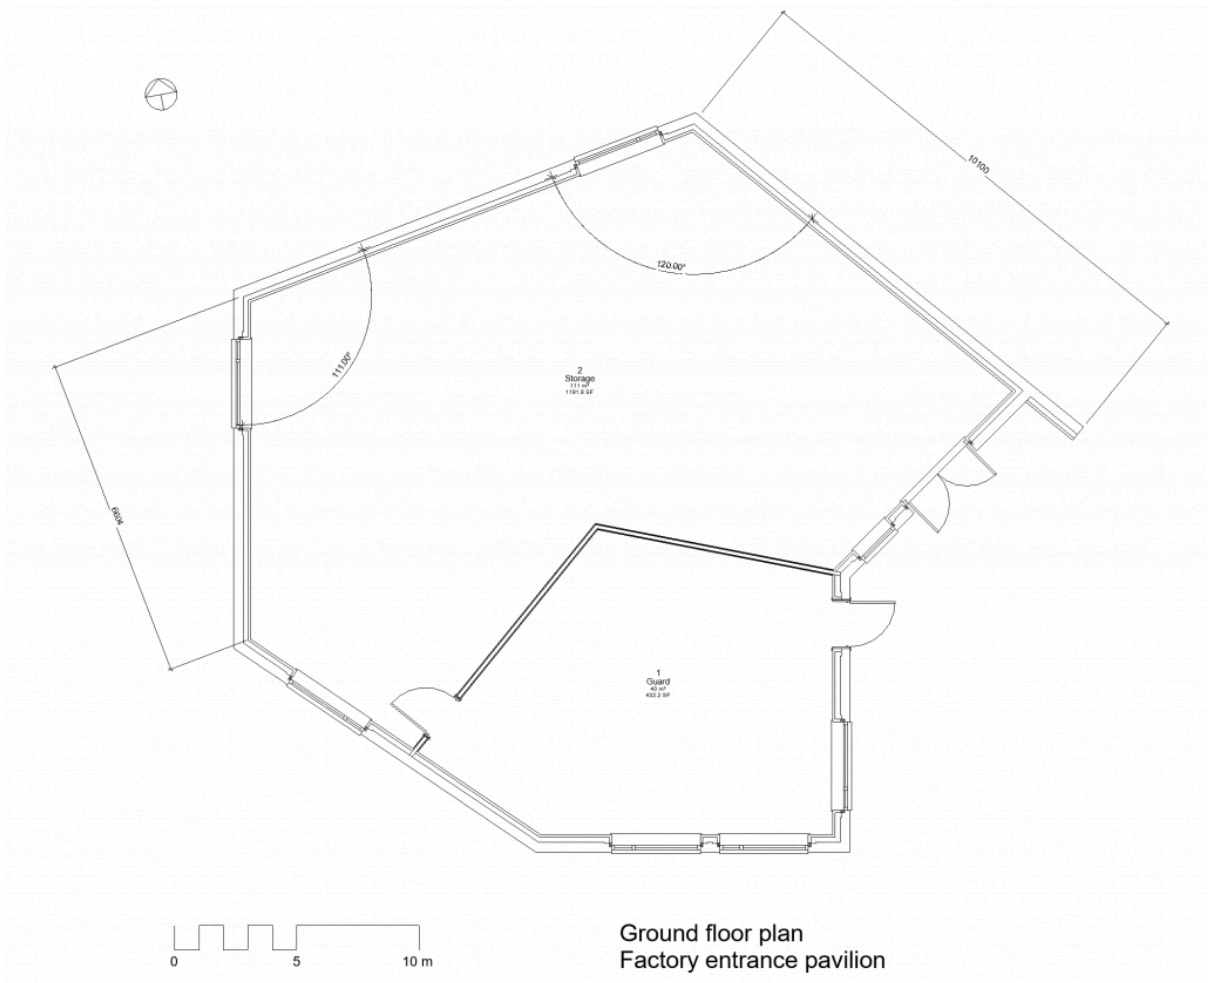 10100
120.00°
111.00°
2
Storage
111 m²
1191.8 SF
6604
1
Guard
40 m²
432.2 SF
0 5 10 m
Ground floor plan
Factory entrance pavilion